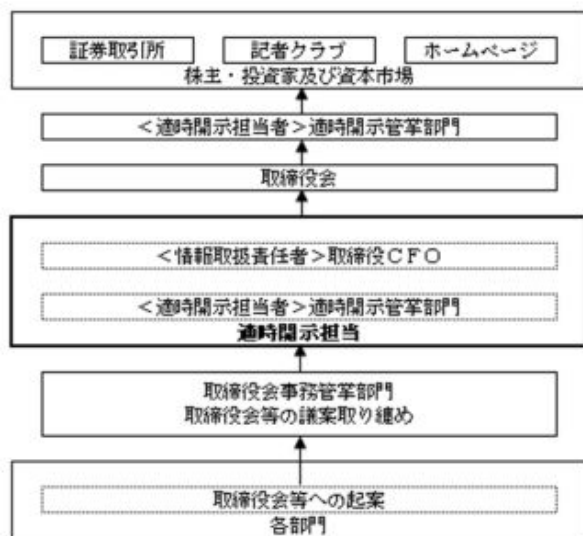 証券取引所 記者クラブ ホームページ
株主・投資家及び資本市場
＜適時開示担当者＞適時開示管掌部門
取締役会
＜情報取扱責任者＞取締役ＣＦＯ
＜適時開示担当者＞適時開示管掌部門
適時開示担当
取締役会事務管掌部門
取締役会等の議案取り纏め
取締役会等への起案
各部門